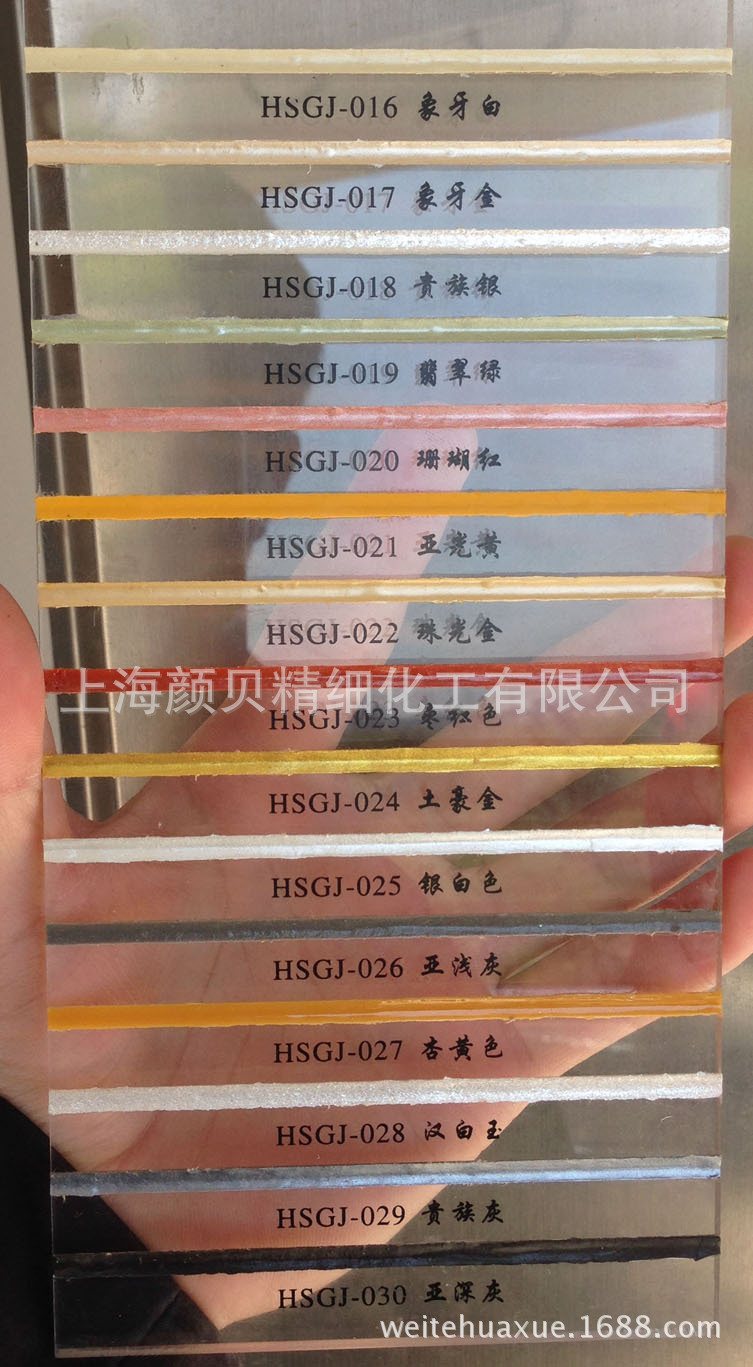 HSGJ-016 象牙白
HSGJ-017 象牙金
HSGJ-018 贵族银
HSGJ-019 翡翠绿
HSGJ-020 珊瑚红
HSGJ-021 亚光黄
HSGJ-022 珠光金
上海颜贝精细化工有限公司
HSGJ-023 枣红色
HSGJ-024 土豪金
HSGJ-025 银白色
HSGJ-026 亚浅灰
HSGJ-027 杏黄色
HSGJ-028 汉白玉
HSGJ-029 贵族灰
HSGJ-030 亚深灰
weitehuaxue.1688.com